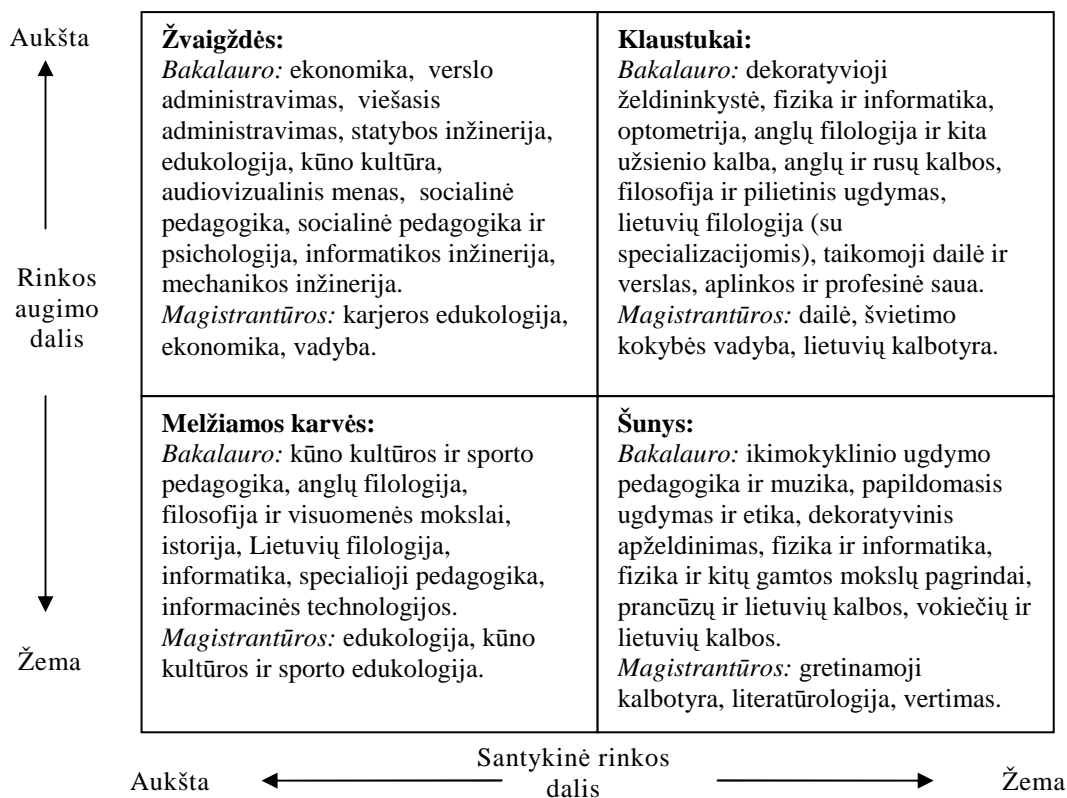 Aukšta
Rinkos
augimo
dalis
Žema
Žvaigždės:
Bakalauro: ekonomika, verslo
administravimas, viešasis
administravimas, statybos inžinerija,
edukologija, kūno kultūra,
audiovizualinis menas, socialinė
pedagogika, socialinė pedagogika ir
psichologija, informatikos inžinerija,
mechanikos inžinerija.
Magistrantūros: karjeros edukologija,
ekonomika, vadyba.
Klaustukai:
Bakalauro: dekoratyvioji
želdininkystė, fizika ir informatika,
optometrija, anglų filologija ir kita
užsienio kalba, anglų ir rusų kalbos,
filosofija ir pilietinis ugdymas,
lietuvių filologija (su
specializacijomis), taikomoji dailė ir
verslas, aplinkos ir profesinė saua.
Magistrantūros: dailė, švietimo
kokybės vadyba, lietuvių kalbotyra.
Melžiamos karvės:
Bakalauro: kūno kultūros ir sporto
pedagogika, anglų filologija,
filosofija ir visuomenės mokslai,
istorija, Lietuvių filologija,
informatika, specialioji pedagogika,
informacinės technologijos.
Magistrantūros: edukologija, kūno
kultūros ir sporto edukologija.
Šunys:
Bakalauro: ikimokyklinio ugdymo
pedagogika ir muzika, papildomasis
ugdymas ir etika, dekoratyvinis
apželdinimas, fizika ir informatika,
fizika ir kitų gamtos mokslų pagrindai,
prancūzų ir lietuvių kalbos, vokiečių ir
lietuvių kalbos.
Magistrantūros: gretinamoji
kalbotyra, literatūrologija, vertimas.
Aukšta
Santykinė rinkos
dalis
Žema